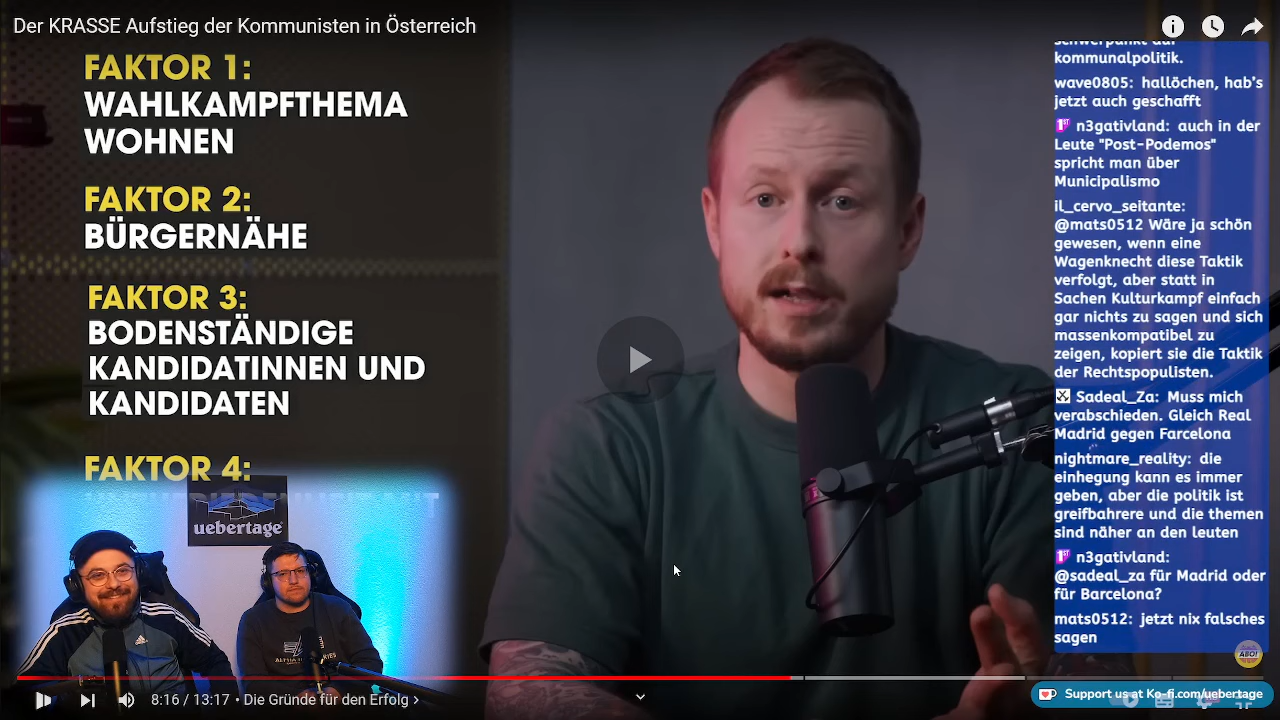 Der KRASSE Aufstieg der Kommunisten in Österreich
FAKTOR 1:
WAHLKAMPFTHEMA
WOHNEN
FAKTOR 2:
BÜRGERNÄHE
FAKTOR 3:
BODENSTÄNDIGE
KANDIDATINNEN UND
KANDIDATEN
FAKTOR 4:
uebertage
schwerpunkt auf
kommunalpolitik.
wave0805: hallöchen, hab's
jetzt auch geschafft
1ST n3gativland: auch in der
Leute "Post-Podemos"
spricht man über
Municipalismo
il_cervo_seitante:
@mats0512 Wäre ja schön
gewesen, wenn eine
Wagenknecht diese Taktik
verfolgt, aber statt in
Sachen Kulturkampf einfach
gar nichts zu sagen und sich
massenkompatibel zu
zeigen, kopiert sie die Taktik
der Rechtspopulisten.
Sadeal_Za: Muss mich
verabschieden. Gleich Real
Madrid gegen Farcelona
nightmare_reality: die
einhegung kann es immer
geben, aber die politik ist
greifbahrere und die themen
sind näher an den leuten
1ST n3gativland:
@sadeal_za für Madrid oder
für Barcelona?
mats0512: jetzt nix falsches
sagen
ABO!
adidas
8:16 / 13:17 • Die Gründe für den Erfolg
Support us at Ko-fi.com/uebertage